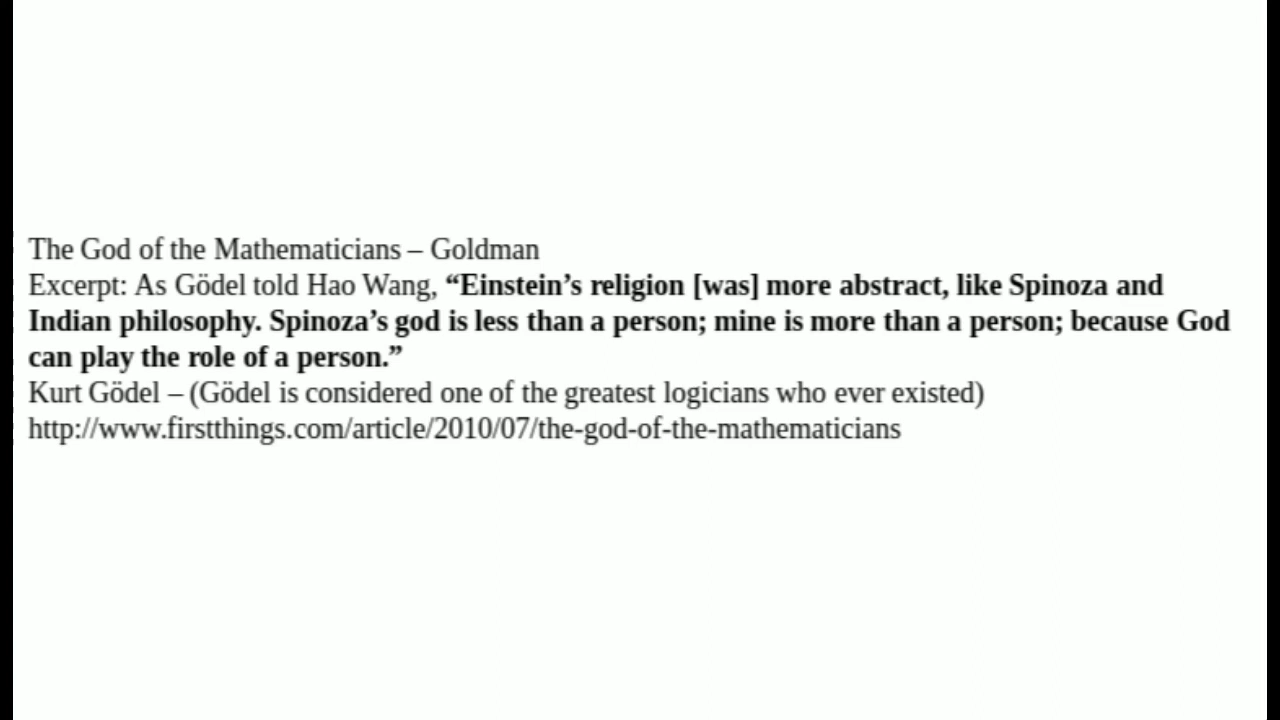 The God of the Mathematicians – Goldman
Excerpt: As Gödel told Hao Wang, “Einstein’s religion [was] more abstract, like Spinoza and
Indian philosophy. Spinoza’s god is less than a person; mine is more than a person; because God
can play the role of a person.”
Kurt Gödel – (Gödel is considered one of the greatest logicians who ever existed)
http://www.firstthings.com/article/2010/07/the-god-of-the-mathematicians